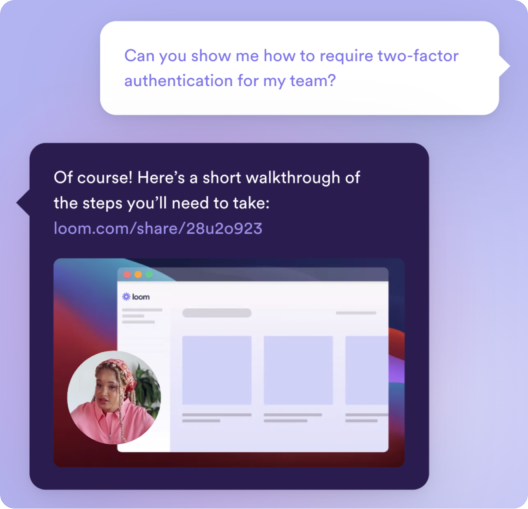 Can you show me how to require two-factor
authentication for my team?
Of course! Here’s a short walkthrough of
the steps you’ll need to take:
loom.com/share/28u2o923
loom